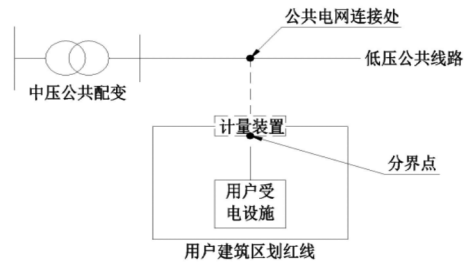 公共电网连接处
低压公共线路
中压公共配变
计量装置
分界点
用户受
电设施
用户建筑区划红线